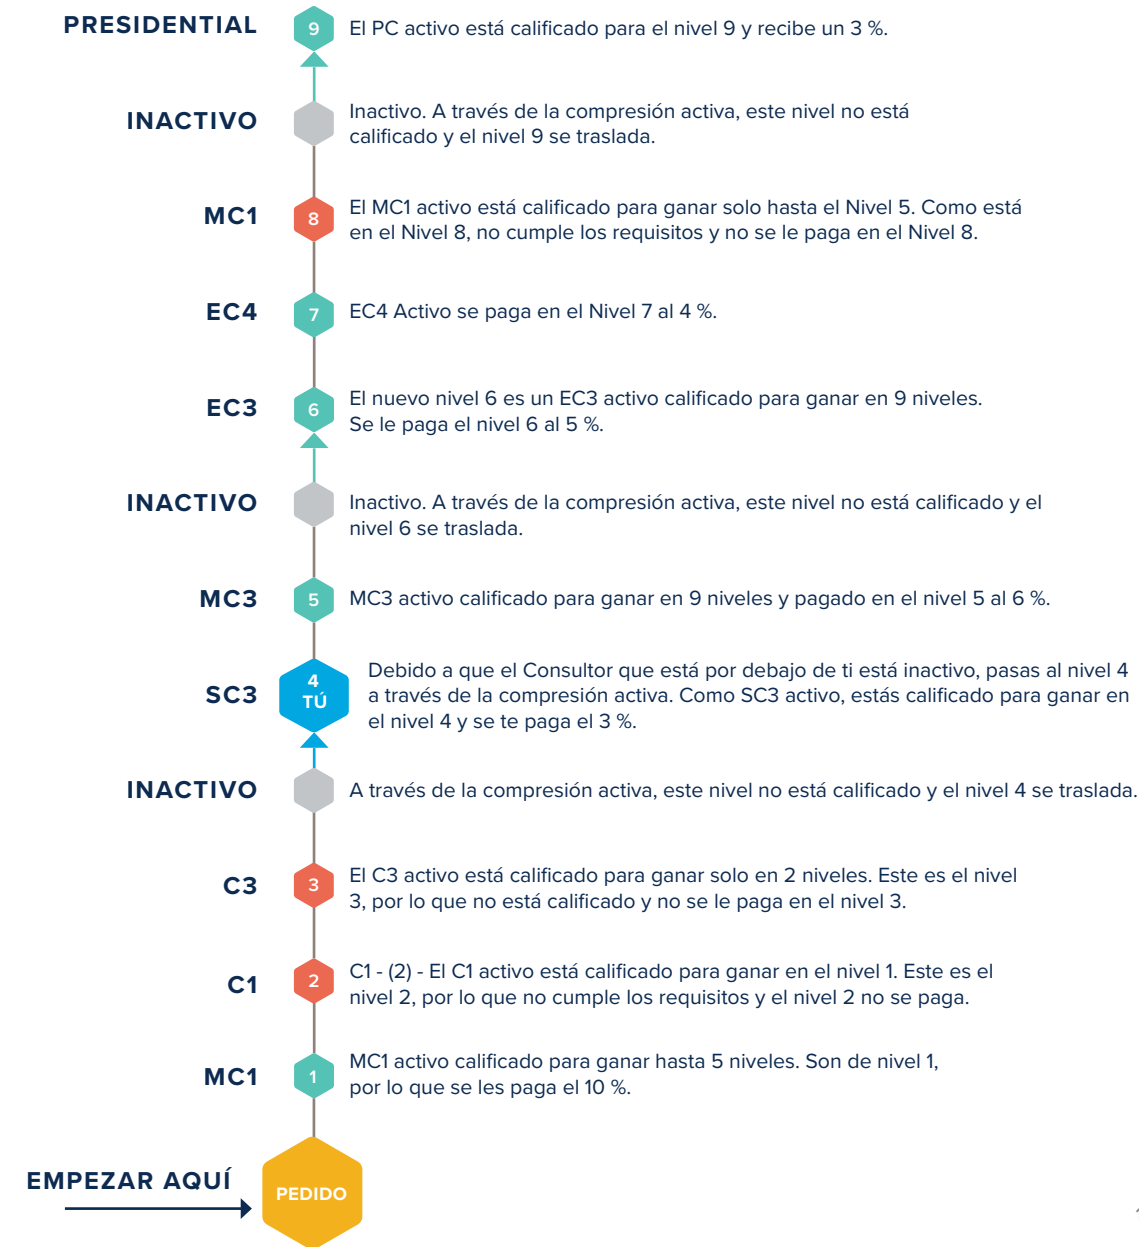 PRESIDENTIAL
9
El PC activo está calificado para el nivel 9 y recibe un 3 %.
INACTIVO
Inactivo. A través de la compresión activa, este nivel no está
calificado y el nivel 9 se traslada.
MC1
8
El MC1 activo está calificado para ganar solo hasta el Nivel 5. Como está
en el Nivel 8, no cumple los requisitos y no se le paga en el Nivel 8.
EC4
7
EC4 Activo se paga en el Nivel 7 al 4 %.
EC3
6
El nuevo nivel 6 es un EC3 activo calificado para ganar en 9 niveles.
Se le paga el nivel 6 al 5 %.
INACTIVO
Inactivo. A través de la compresión activa, este nivel no está calificado y el
nivel 6 se traslada.
MC3
5
MC3 activo calificado para ganar en 9 niveles y pagado en el nivel 5 al 6 %.
SC3
4
TÚ
Debido a que el Consultor que está por debajo de ti está inactivo, pasas al nivel 4
a través de la compresión activa. Como SC3 activo, estás calificado para ganar en
el nivel 4 y se te paga el 3 %.
INACTIVO
A través de la compresión activa, este nivel no está calificado y el nivel 4 se traslada.
C3
3
El C3 activo está calificado para ganar solo en 2 niveles. Este es el nivel
3, por lo que no está calificado y no se le paga en el nivel 3.
C1
2
C1 - (2) - El C1 activo está calificado para ganar en el nivel 1. Este es el
nivel 2, por lo que no cumple los requisitos y el nivel 2 no se paga.
MC1
1
MC1 activo calificado para ganar hasta 5 niveles. Son de nivel 1,
por lo que se les paga el 10 %.
EMPEZAR AQUÍ
PEDIDO